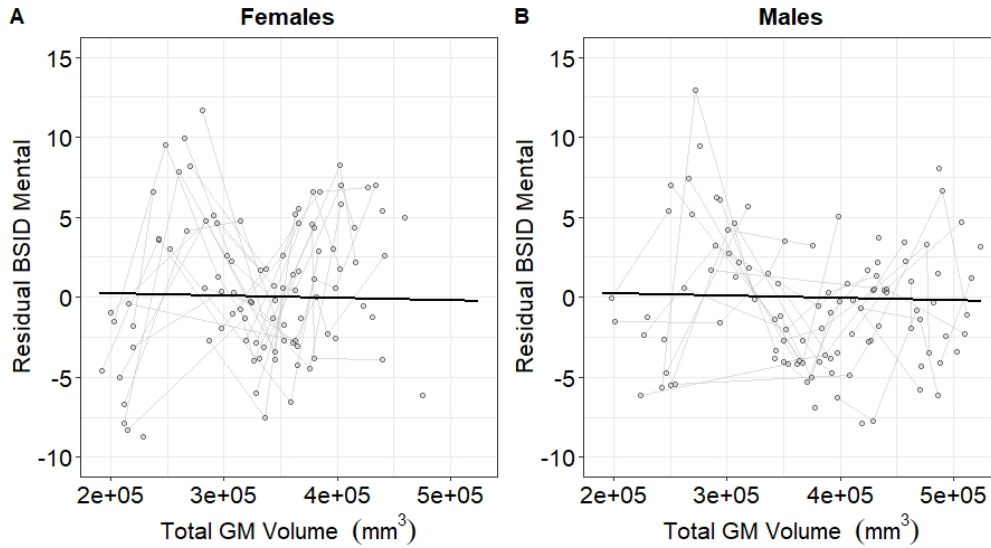 A
Females
B
Males
15
10
5
0
-5
-10
Residual BSID Mental
2e+05
3e+05
4e+05
5e+05
Total GM Volume (mm³)
15
10
5
0
-5
-10
Residual BSID Mental
2e+05
3e+05
4e+05
5e+05
Total GM Volume (mm³)